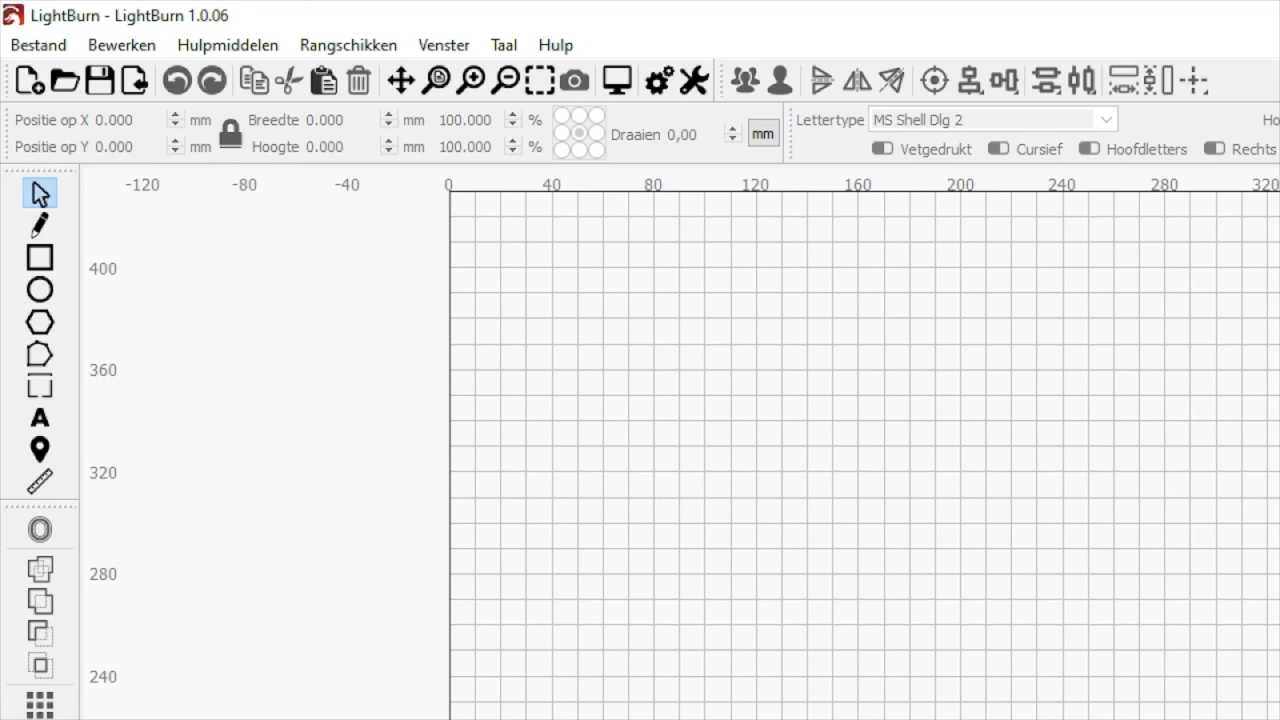 LightBurn - LightBurn 1.0.06
Bestand Bewerken Hulpmiddelen Rangschikken Venster Taal Hulp
Positie op X 0.000 mm Breedte 0.000 mm 100.000 %
Positie op Y 0.000 mm Hoogte 0.000 mm 100.000 %
Draaien 0,00 mm
Lettertype MS Shell Dlg 2 Ho
Vetgedrukt Cursief Hoofdletters Rechts
-120 -80 -40 0 40 80 120 160 200 240 280 320
400
360
320
280
240